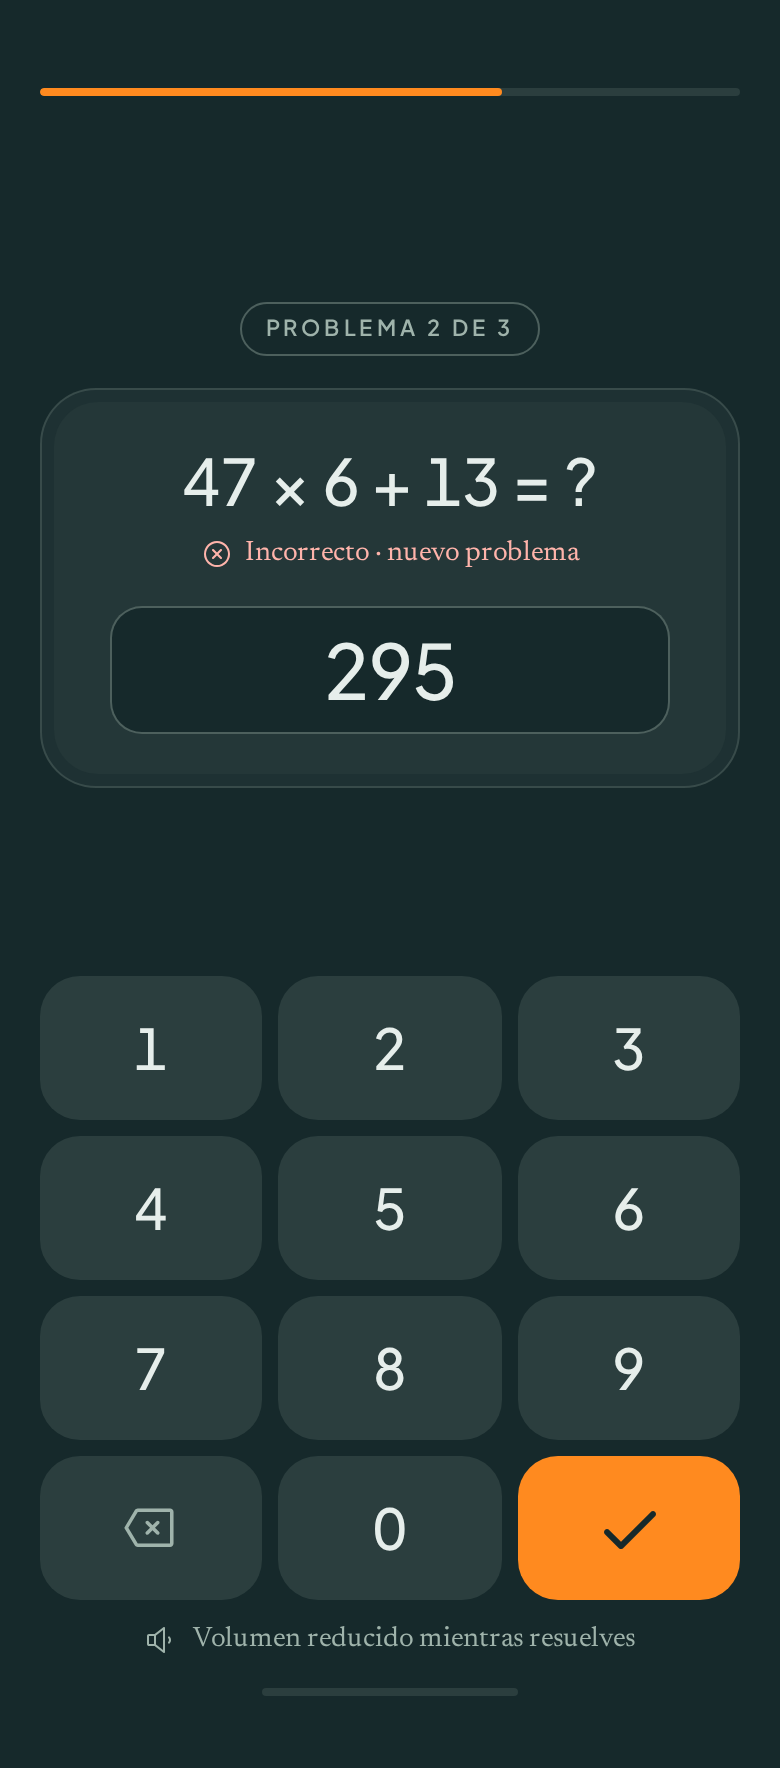 PROBLEMA 2 DE 3
47 × 6 + 13 = ?
Incorrecto · nuevo problema
295
1 2 3
4 5 6
7 8 9
0
Volumen reducido mientras resuelves